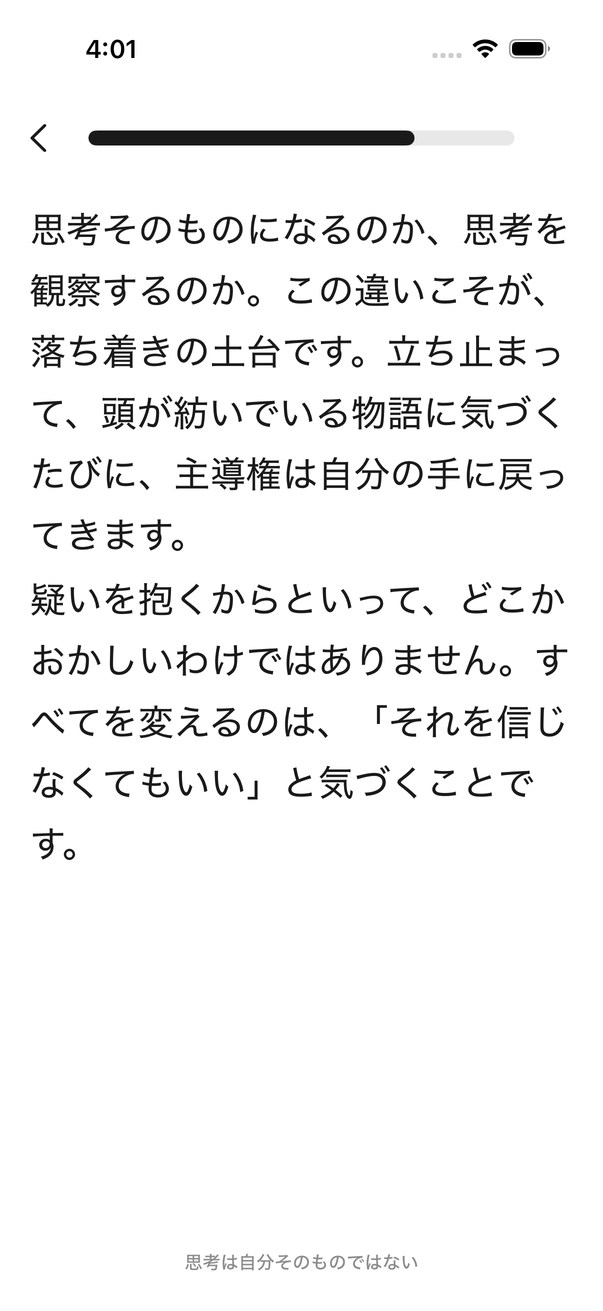 4:01
思考そのものになるのか、思考を
観察するのか。この違いこそが、
落ち着きの土台です。立ち止まっ
て、頭が紡いでいる物語に気づく
たびに、主導権は自分の手に戻っ
てきます。
疑いを抱くからといって、どこか
おかしいわけではありません。す
べてを変えるのは、「それを信じ
なくてもいい」と気づくことで
す。
思考は自分そのものではない